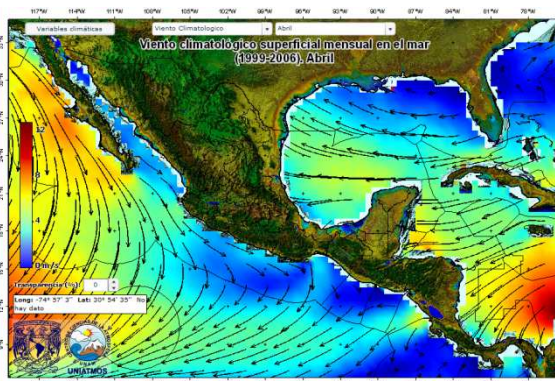 117°W 114°W 111°W 108°W 105°W 102°W 99°W 96°W 93°W 90°W 87°W 84°W 81°W 78°W
Variables climáticas Viento Climatologico Abril
Viento climatológico superficial mensual en el mar
(1999-2006). Abril
12
8
4
0 m/s
Transparencia (%): 0
Long: -74° 57' 3" Lat: 30° 54' 35" No
hay dato
UNIATMOS